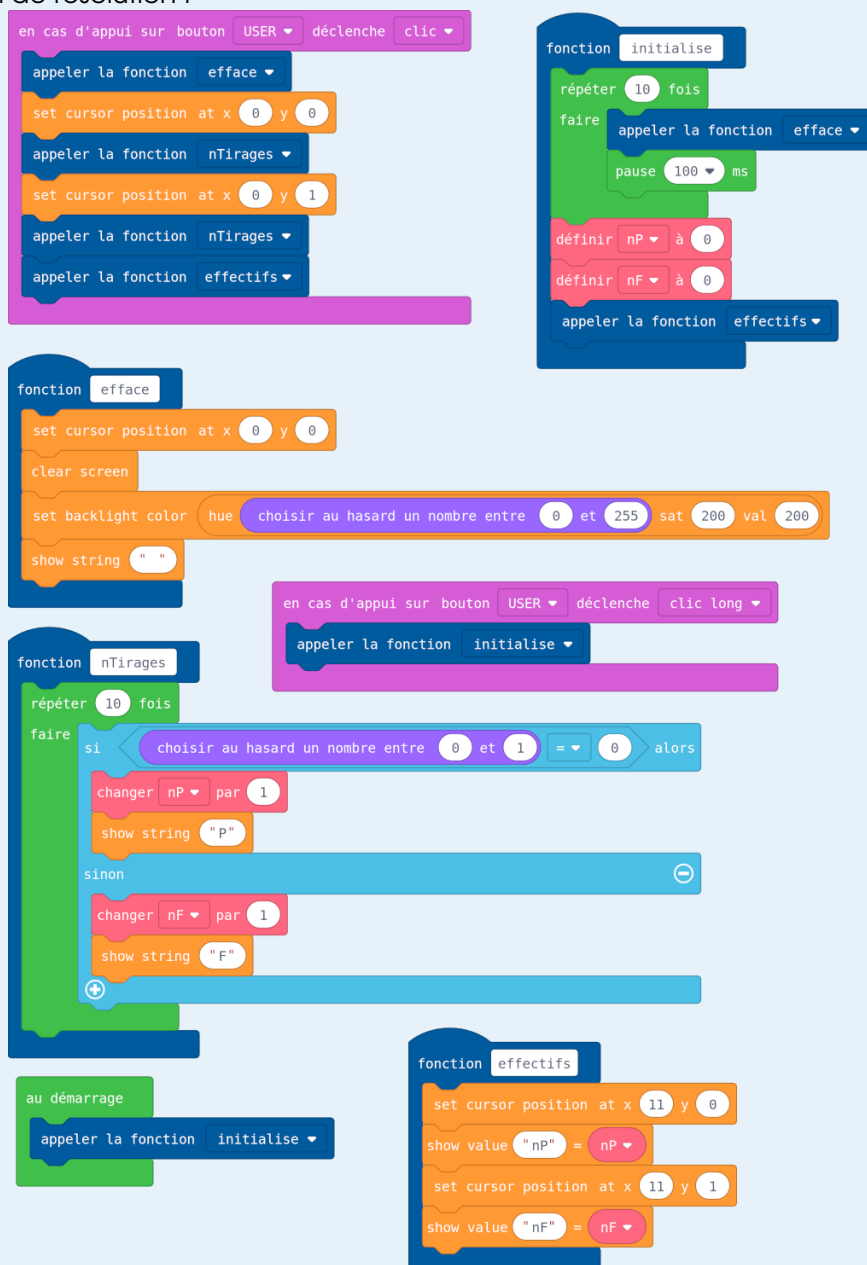 en cas d'appui sur bouton USER déclenche clic
appeler la fonction efface
set cursor position at x 0 y 0
appeler la fonction nTirages
set cursor position at x 0 y 1
appeler la fonction nTirages
appeler la fonction effectifs
fonction initialise
répéter 10 fois
faire
appeler la fonction efface
pause 100 ms
définir nP à 0
définir nF à 0
appeler la fonction effectifs
fonction efface
set cursor position at x 0 y 0
clear screen
set backlight color hue choisir au hasard un nombre entre 0 et 255 sat 200 val 200
show string " "
en cas d'appui sur bouton USER déclenche clic long
appeler la fonction initialise
fonction nTirages
répéter 10 fois
faire
si choisir au hasard un nombre entre 0 et 1 = 0 alors
changer nP par 1
show string "P"
sinon
changer nF par 1
show string "F"
au démarrage
appeler la fonction initialise
fonction effectifs
set cursor position at x 11 y 0
show value "nP" = nP
set cursor position at x 11 y 1
show value "nF" = nF